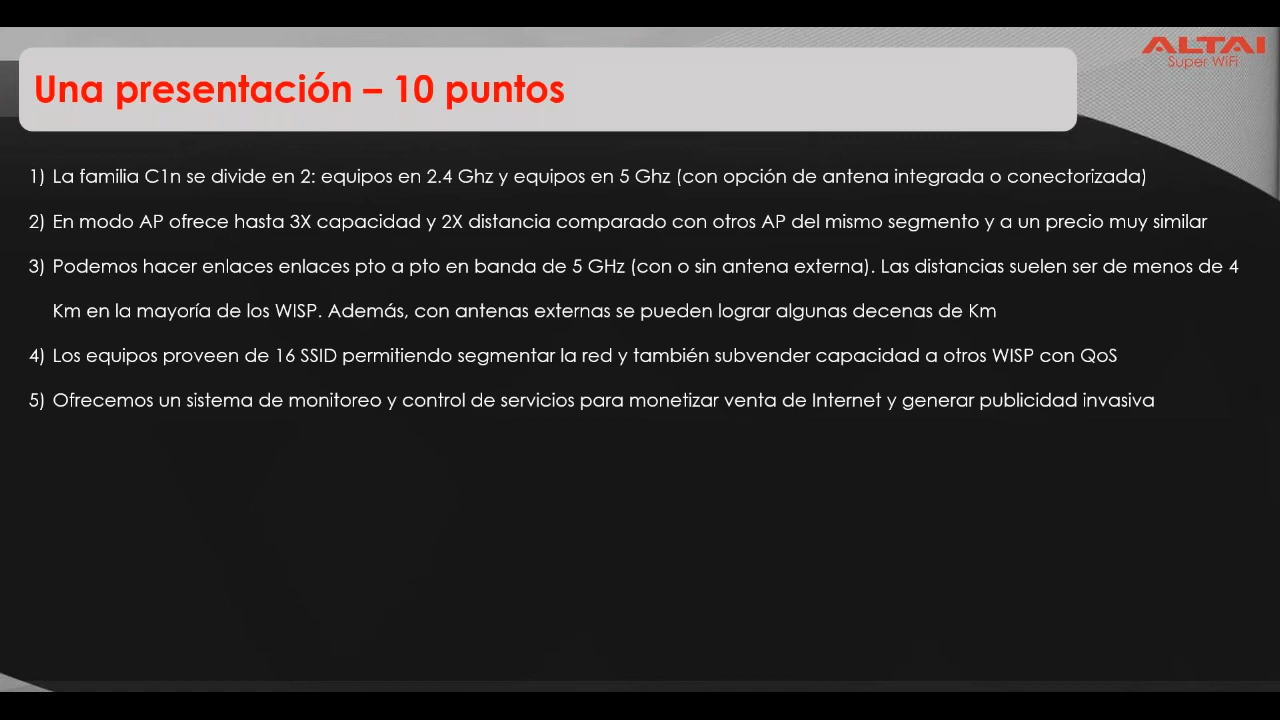 ALTAI
Super WiFi
Una presentación – 10 puntos
1) La familia C1n se divide en 2: equipos en 2.4 Ghz y equipos en 5 Ghz (con opción de antena integrada o conectorizada)
2) En modo AP ofrece hasta 3X capacidad y 2X distancia comparado con otros AP del mismo segmento y a un precio muy similar
3) Podemos hacer enlaces enlaces pto a pto en banda de 5 GHz (con o sin antena externa). Las distancias suelen ser de menos de 4
Km en la mayoría de los WISP. Además, con antenas externas se pueden lograr algunas decenas de Km
4) Los equipos proveen de 16 SSID permitiendo segmentar la red y también subvender capacidad a otros WISP con QoS
5) Ofrecemos un sistema de monitoreo y control de servicios para monetizar venta de Internet y generar publicidad invasiva